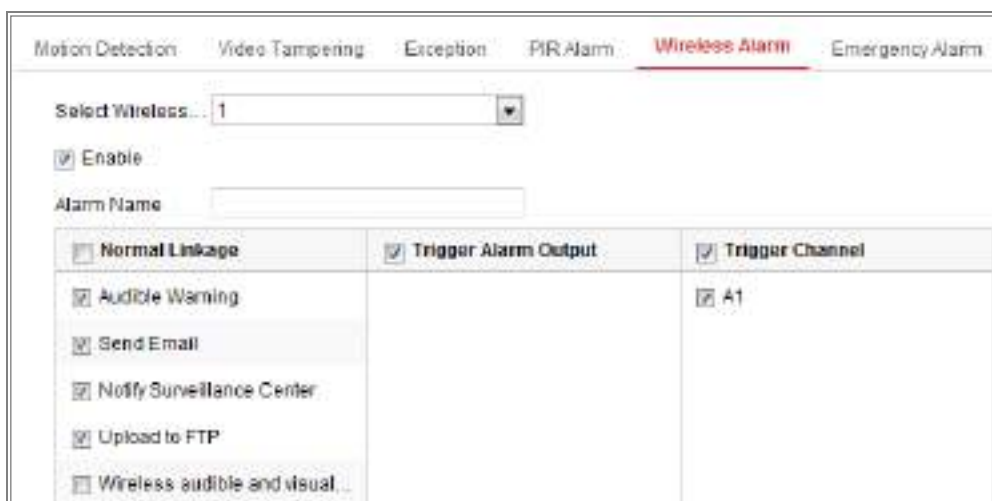 Motion Detection Video Tampering Exception PIR Alarm Wireless Alarm Emergency Alarm
Select Wireless... 1
Enable
Alarm Name
Normal Linkage Trigger Alarm Output Trigger Channel
Audible Warning A1
Send Email
Notify Surveillance Center
Upload to FTP
Wireless audible and visual...